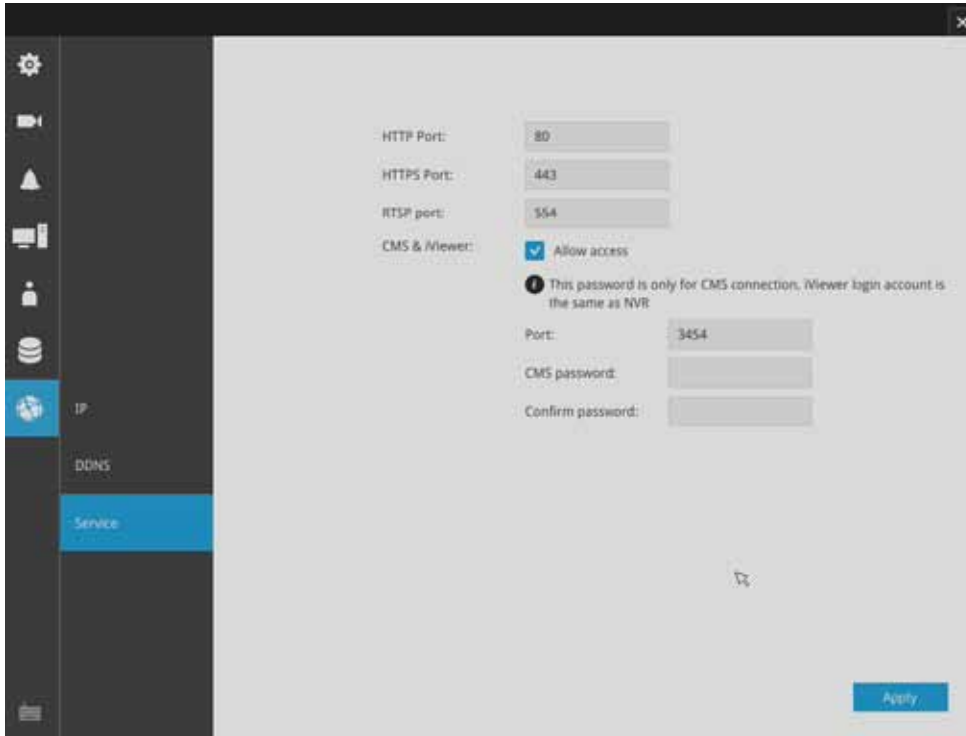 HTTP Port: 80
HTTPS Port: 443
RTSP port: 554
CMS & iViewer: Allow access
This password is only for CMS connection, iViewer login account is
the same as NVR
Port: 3454
CMS password:
Confirm password:
IP
DDNS
Service
Apply